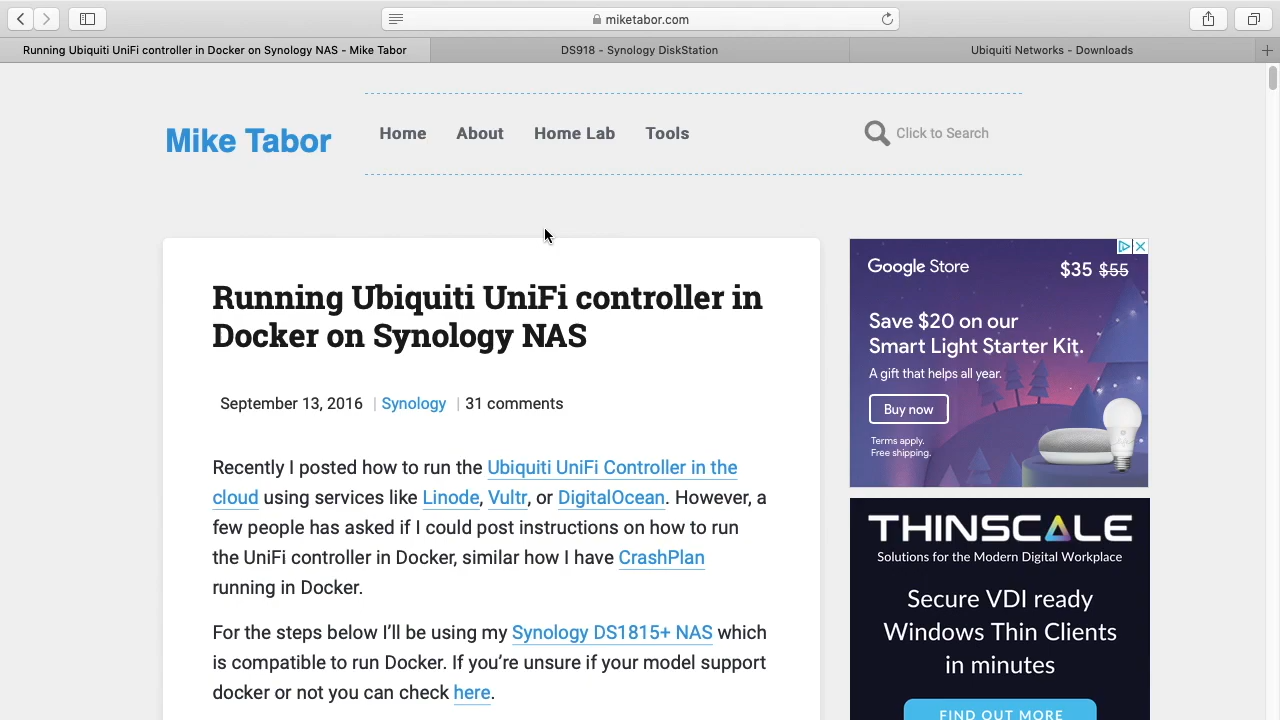 miketabor.com
Running Ubiquiti UniFi controller in Docker on Synology NAS - Mike Tabor
DS918 - Synology DiskStation
Ubiquiti Networks - Downloads
Mike Tabor
Home
About
Home Lab
Tools
Click to Search
Running Ubiquiti UniFi controller in
Docker on Synology NAS
September 13, 2016 | Synology | 31 comments
Recently I posted how to run the Ubiquiti UniFi Controller in the
cloud using services like Linode, Vultr, or DigitalOcean. However, a
few people has asked if I could post instructions on how to run
the UniFi controller in Docker, similar how I have CrashPlan
running in Docker.
For the steps below I'll be using my Synology DS1815+ NAS which
is compatible to run Docker. If you're unsure if your model support
docker or not you can check here.
Google Store
$35 $55
Save $20 on our
Smart Light Starter Kit.
A gift that helps all year.
Buy now
Terms apply.
Free shipping.
THINSCALE
Solutions for the Modern Digital Workplace
Secure VDI ready
Windows Thin Clients
in minutes
FIND OUT MORE